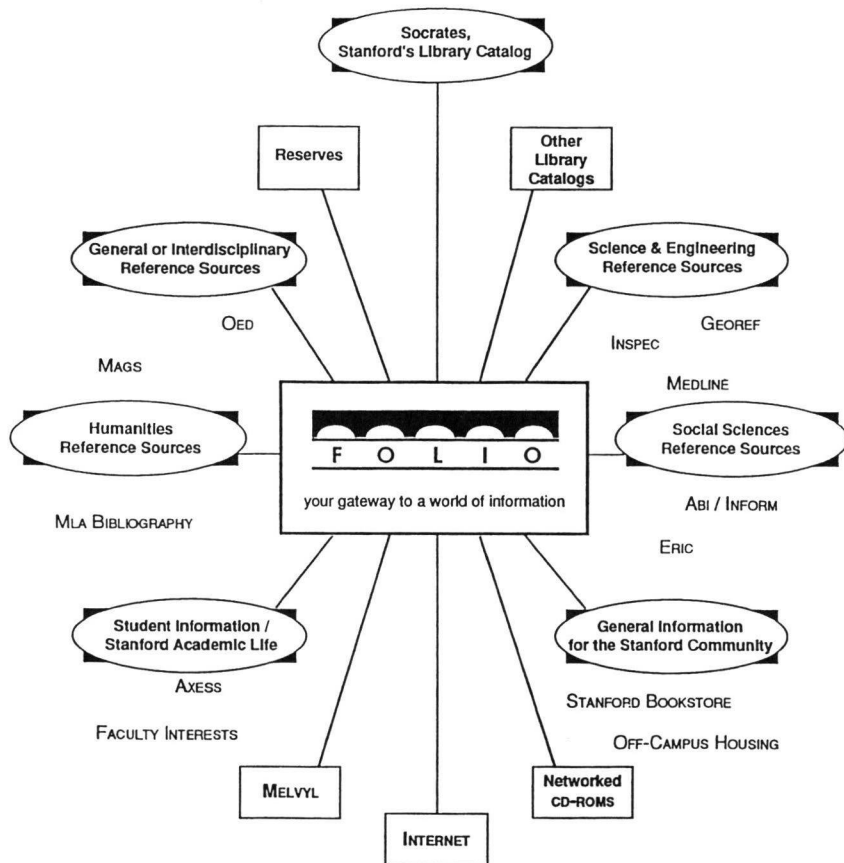 Socrates,
Stanford's Library Catalog
Reserves
Other
Library
Catalogs
General or Interdisciplinary
Reference Sources
Science & Engineering
Reference Sources
OED
GEOREF
INSPEC
MAGS
MEDLINE
Humanities
Reference Sources
Social Sciences
Reference Sources
F O L I O
your gateway to a world of information
ABI / INFORM
MLA BIBLIOGRAPHY
ERIC
Student Information /
Stanford Academic Life
General Information
for the Stanford Community
AXESS
STANFORD BOOKSTORE
FACULTY INTERESTS
OFF-CAMPUS HOUSING
MELVYL
Networked
CD-ROMS
INTERNET